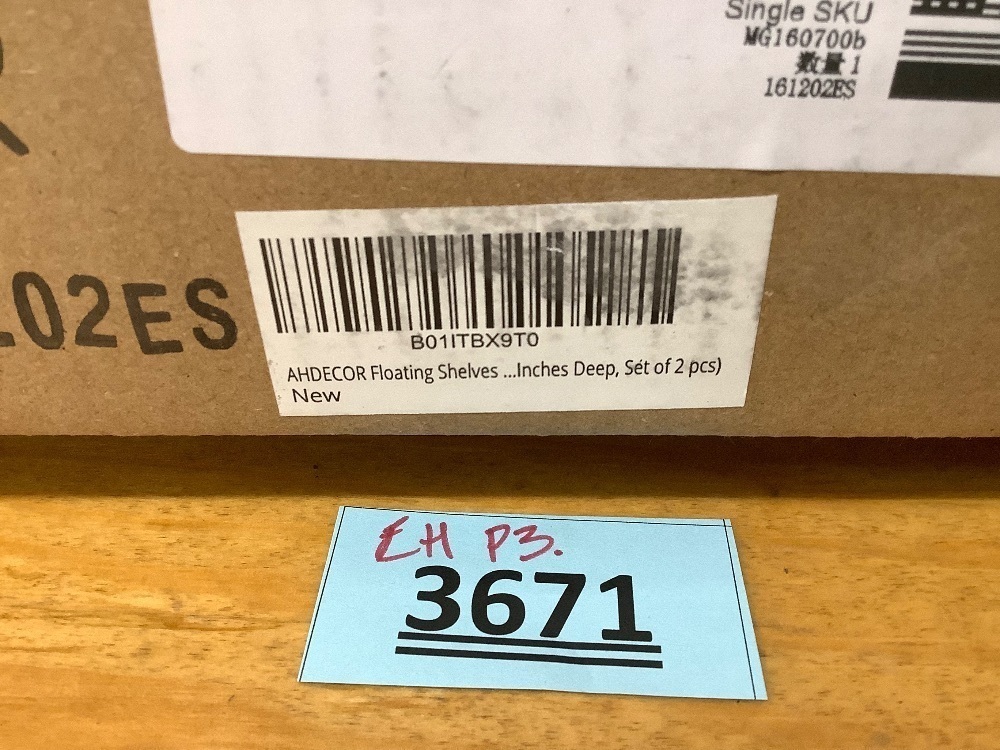 Single SKU
MG160700b
数量 1
161202ES
02ES
B01ITBX9T0
AHDECOR Floating Shelves ...Inches Deep, Set of 2 pcs)
New
EH P3.
3671